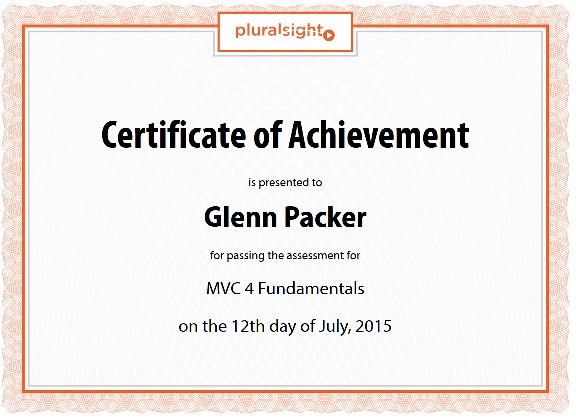 pluralsight
Certificate of Achievement
is presented to
Glenn Packer
for passing the assessment for
MVC 4 Fundamentals
on the 12th day of July, 2015